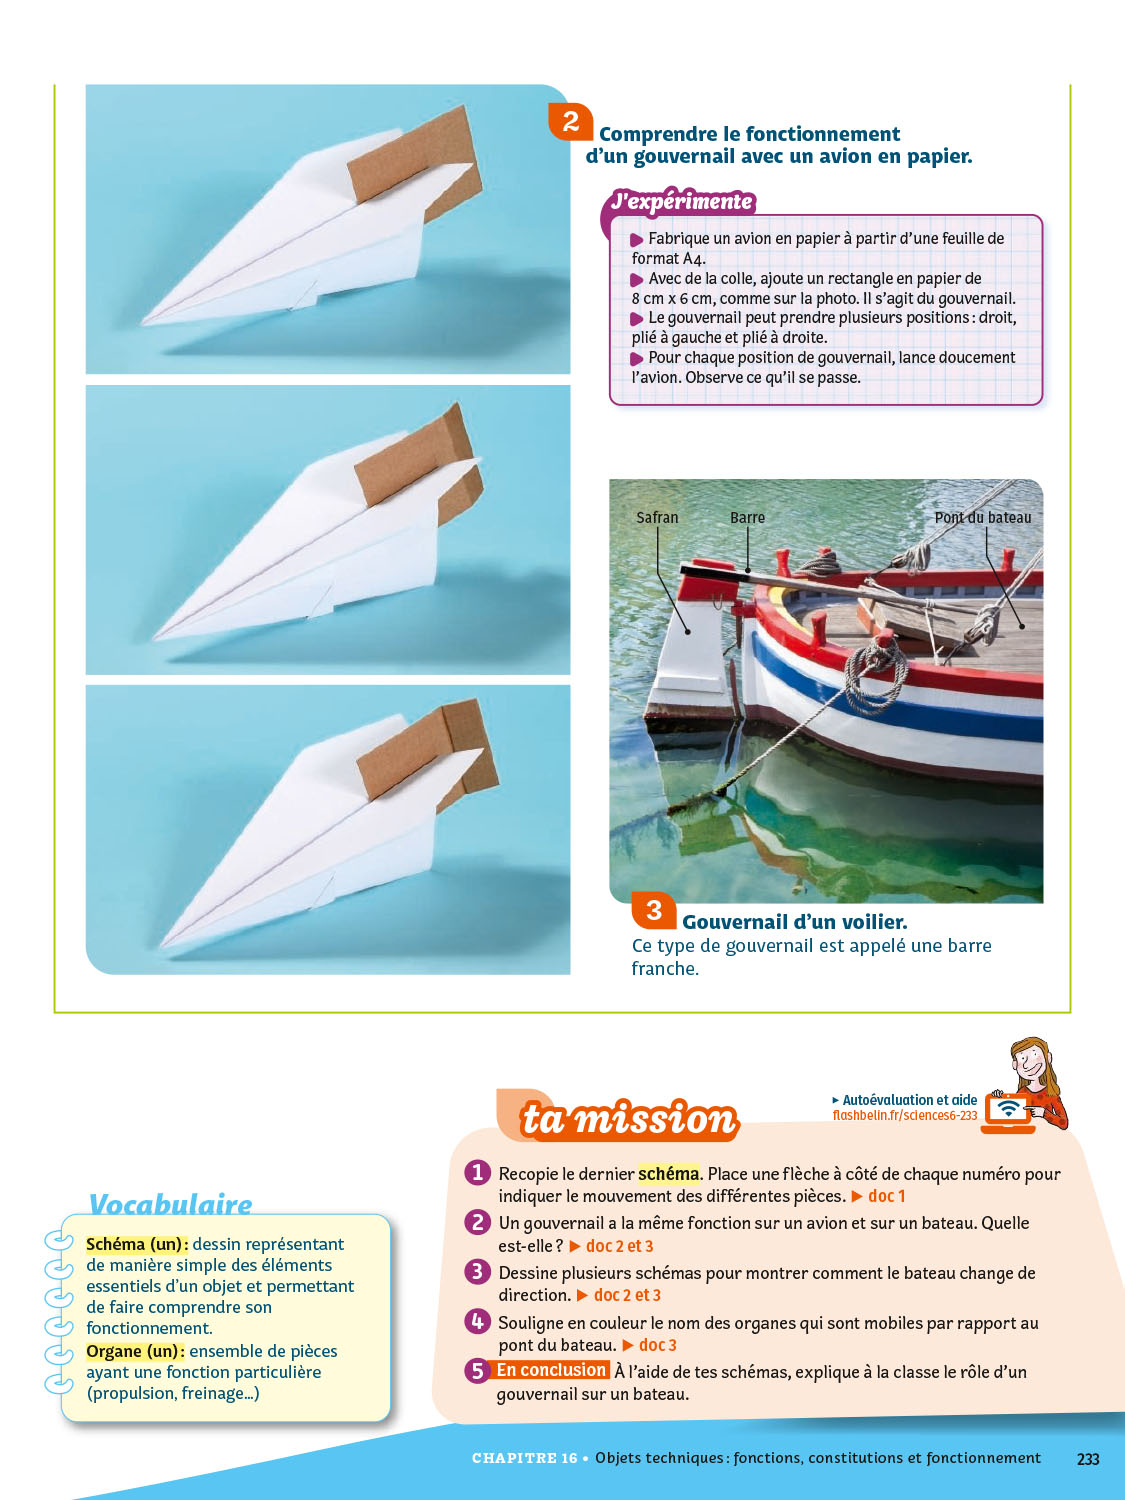 2
Comprendre le fonctionnement
d'un gouvernail avec un avion en papier.
J'expérimente
Fabrique un avion en papier à partir d'une feuille de
format A4.
Avec de la colle, ajoute un rectangle en papier de
8 cm x 6 cm, comme sur la photo. Il s'agit du gouvernail.
Le gouvernail peut prendre plusieurs positions : droit,
plié à gauche et plié à droite.
Pour chaque position de gouvernail, lance doucement
l'avion. Observe ce qu'il se passe.
Safran Barre Pont du bateau
3
Gouvernail d'un voilier.
Ce type de gouvernail est appelé une barre
franche.
ta mission
▸ Autoévaluation et aide
flashbelin.fr/sciences6-233
1 Recopie le dernier schéma. Place une flèche à côté de chaque numéro pour
indiquer le mouvement des différentes pièces. ▶ doc 1
2 Un gouvernail a la même fonction sur un avion et sur un bateau. Quelle
est-elle ? ▶ doc 2 et 3
3 Dessine plusieurs schémas pour montrer comment le bateau change de
direction. ▶ doc 2 et 3
4 Souligne en couleur le nom des organes qui sont mobiles par rapport au
pont du bateau. ▶ doc 3
5 En conclusion À l'aide de tes schémas, explique à la classe le rôle d'un
gouvernail sur un bateau.
Vocabulaire
Schéma (un) : dessin représentant
de manière simple des éléments
essentiels d'un objet et permettant
de faire comprendre son
fonctionnement.
Organe (un) : ensemble de pièces
ayant une fonction particulière
(propulsion, freinage...)
CHAPITRE 16 • Objets techniques : fonctions, constitutions et fonctionnement 233